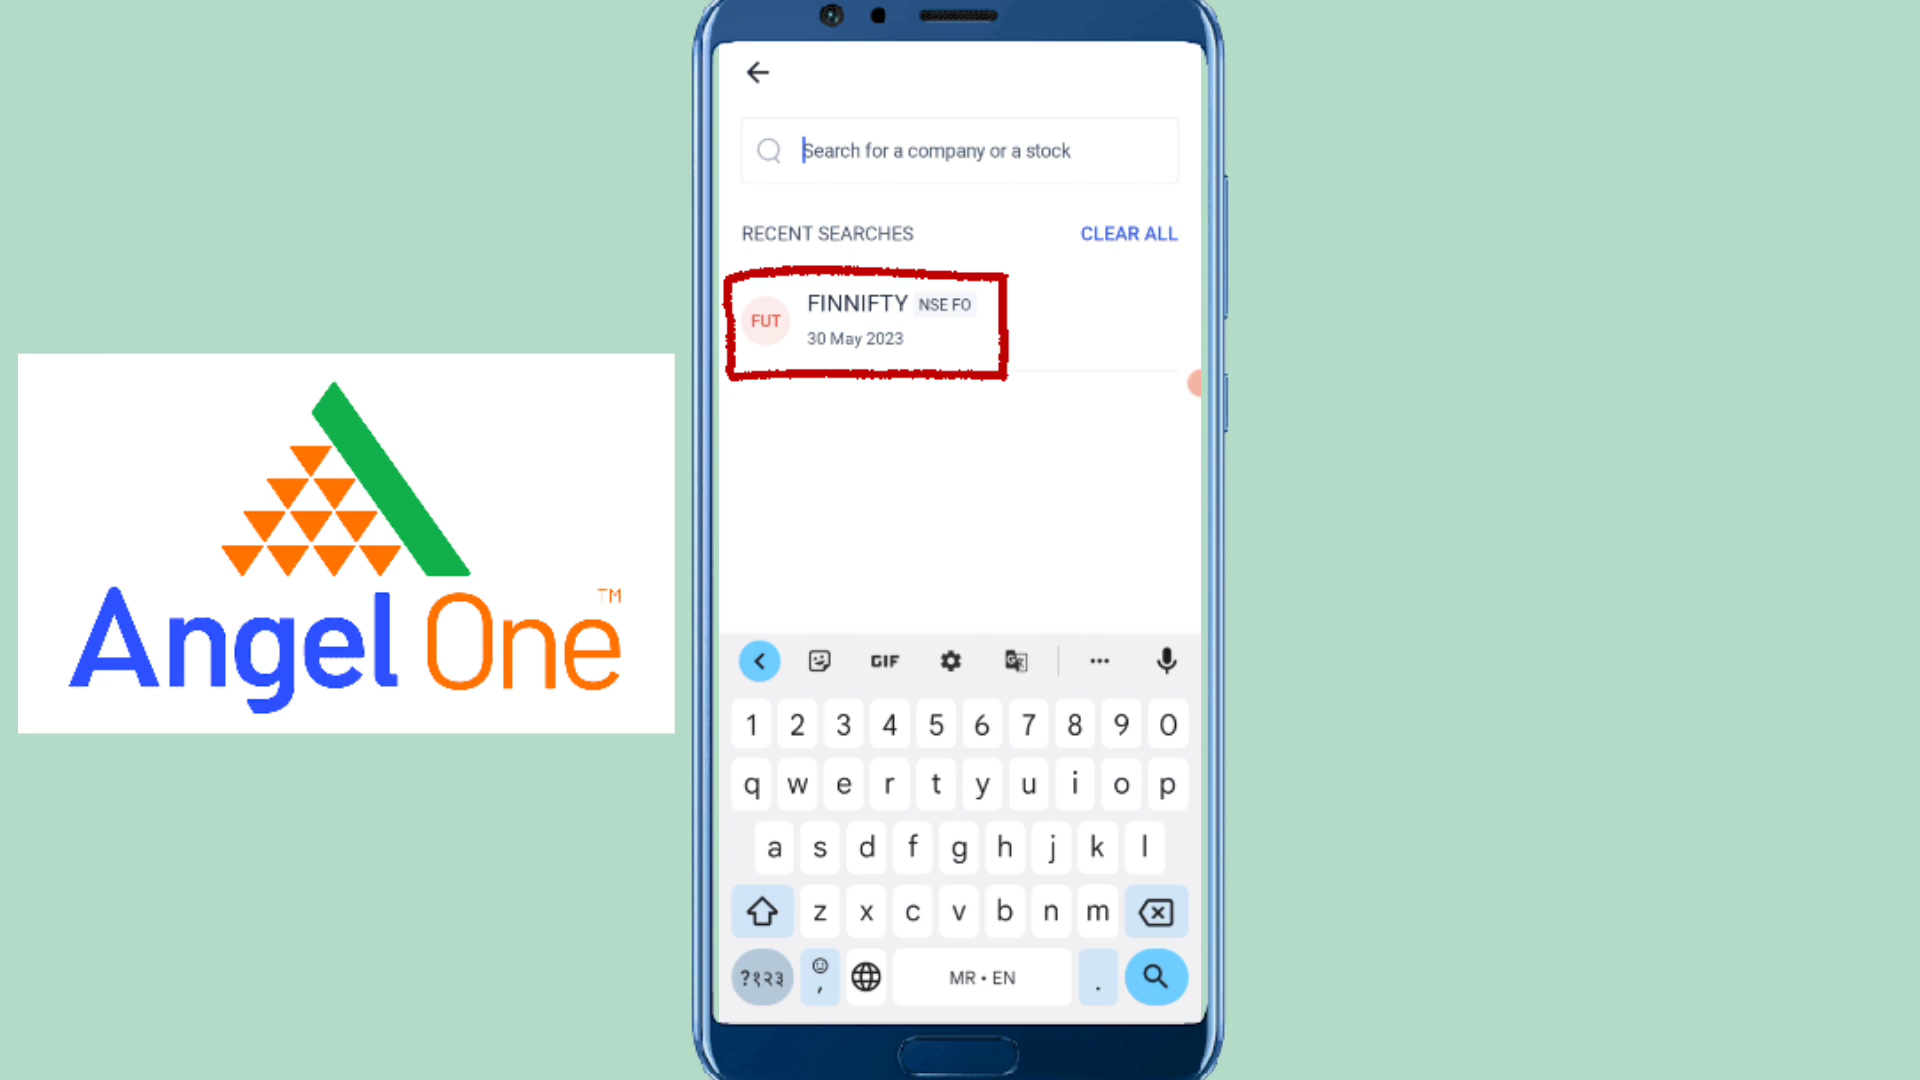 Search for a company or a stock
RECENT SEARCHES
CLEAR ALL
FUT
FINNIFTY NSE FO
30 May 2023
Angel One TM
GIF
1 2 3 4 5 6 7 8 9 0
q w e r t y u i o p
a s d f g h j k l
z x c v b n m
?१२३ , MR • EN .